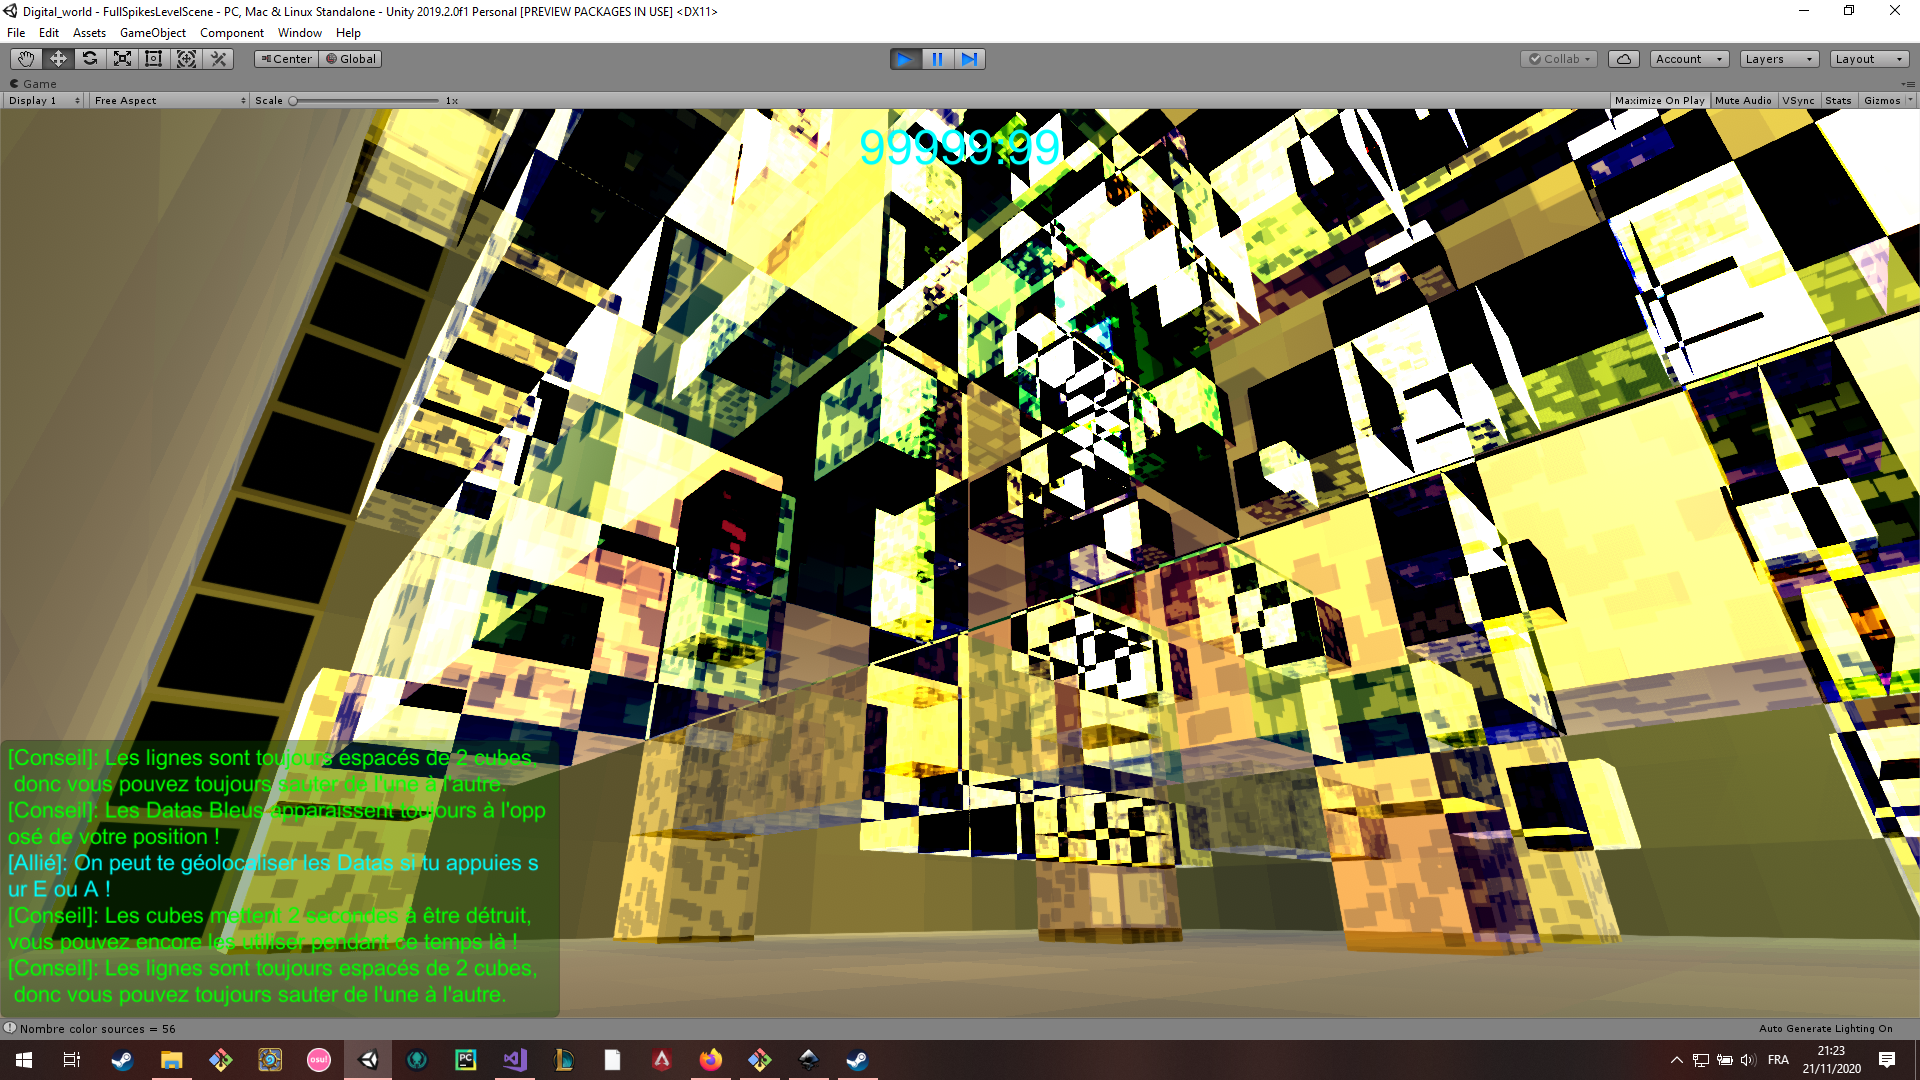 Digital_world - FullSpikesLevelScene - PC, Mac & Linux Standalone - Unity 2019.2.0f1 Personal [PREVIEW PACKAGES IN USE] <DX11>
File Edit Assets GameObject Component Window Help
Center Global Collab Account Layers Layout
Game
Display 1 Free Aspect Scale 1x Maximize On Play Mute Audio VSync Stats Gizmos
99999:99
[Conseil]: Les lignes sont toujours espacés de 2 cubes,
donc vous pouvez toujours sauter de l'une à l'autre.
[Conseil]: Les Datas Bleus apparaissent toujours à l'opp
osé de votre position !
[Allié]: On peut te géolocaliser les Datas si tu appuies s
ur E ou A !
[Conseil]: Les cubes mettent 2 secondes à être détruit,
vous pouvez encore les utiliser pendant ce temps là !
[Conseil]: Les lignes sont toujours espacés de 2 cubes,
donc vous pouvez toujours sauter de l'une à l'autre.
Nombre color sources = 56 Auto Generate Lighting On
osu! PC FRA 21:23
21/11/2020